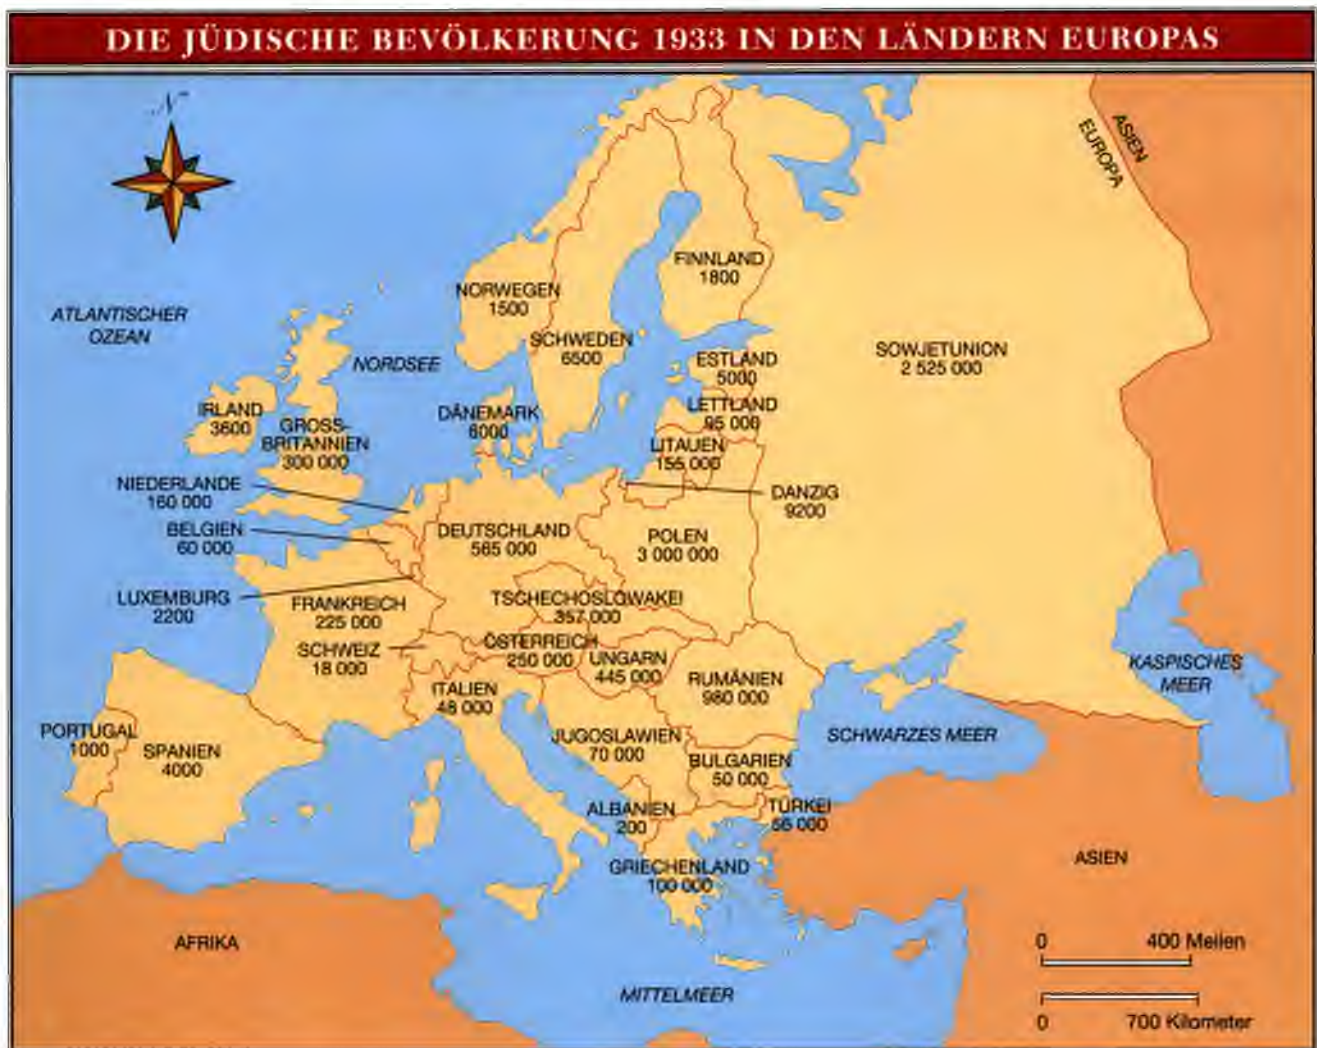 DIE JÜDISCHE BEVÖLKERUNG 1933 IN DEN LÄNDERN EUROPAS
N
ASIEN
EUROPA
ATLANTISCHER
OZEAN
NORDSEE
NORWEGEN
1500
FINNLAND
1800
SCHWEDEN
6500
SOWJETUNION
2 525 000
ESTLAND
5000
LETTLAND
95 000
LITAUEN
155 000
IRLAND
3600
GROSS-
BRITANNIEN
300 000
DÄNEMARK
6000
NIEDERLANDE
160 000
BELGIEN
60 000
LUXEMBURG
2200
DEUTSCHLAND
565 000
POLEN
3 000 000
DANZIG
9200
FRANKREICH
225 000
SCHWEIZ
18 000
TSCHECHOSLOWAKEI
357 000
ÖSTERREICH
250 000
UNGARN
445 000
RUMÄNIEN
980 000
ITALIEN
48 000
PORTUGAL
1000
SPANIEN
4000
JUGOSLAWIEN
70 000
BULGARIEN
50 000
ALBANIEN
200
TÜRKEI
56 000
GRIECHENLAND
100 000
SCHWARZES MEER
KASPISCHES
MEER
ASIEN
AFRIKA
MITTELMEER
0 400 Meilen
0 700 Kilometer